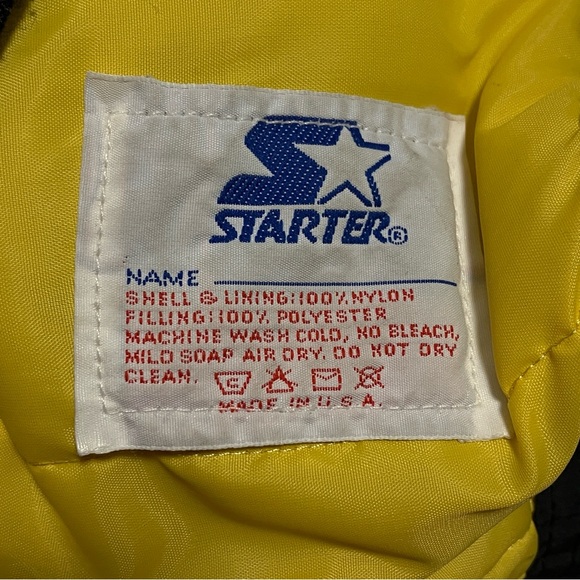 STARTER®
NAME
SHELL & LINING:100% NYLON
FILLING:100% POLYESTER
MACHINE WASH COLD, NO BLEACH,
MILD SOAP AIR DRY. DO NOT DRY
CLEAN.
MADE IN U.S.A.